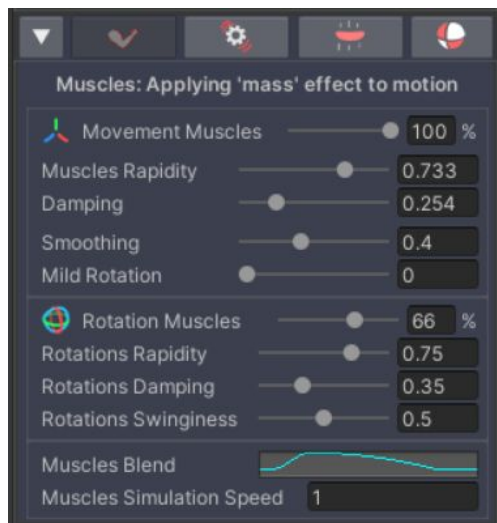 Muscles: Applying 'mass' effect to motion
Movement Muscles 100 %
Muscles Rapidity 0.733
Damping 0.254
Smoothing 0.4
Mild Rotation 0
Rotation Muscles 66 %
Rotations Rapidity 0.75
Rotations Damping 0.35
Rotations Swinginess 0.5
Muscles Blend
Muscles Simulation Speed 1